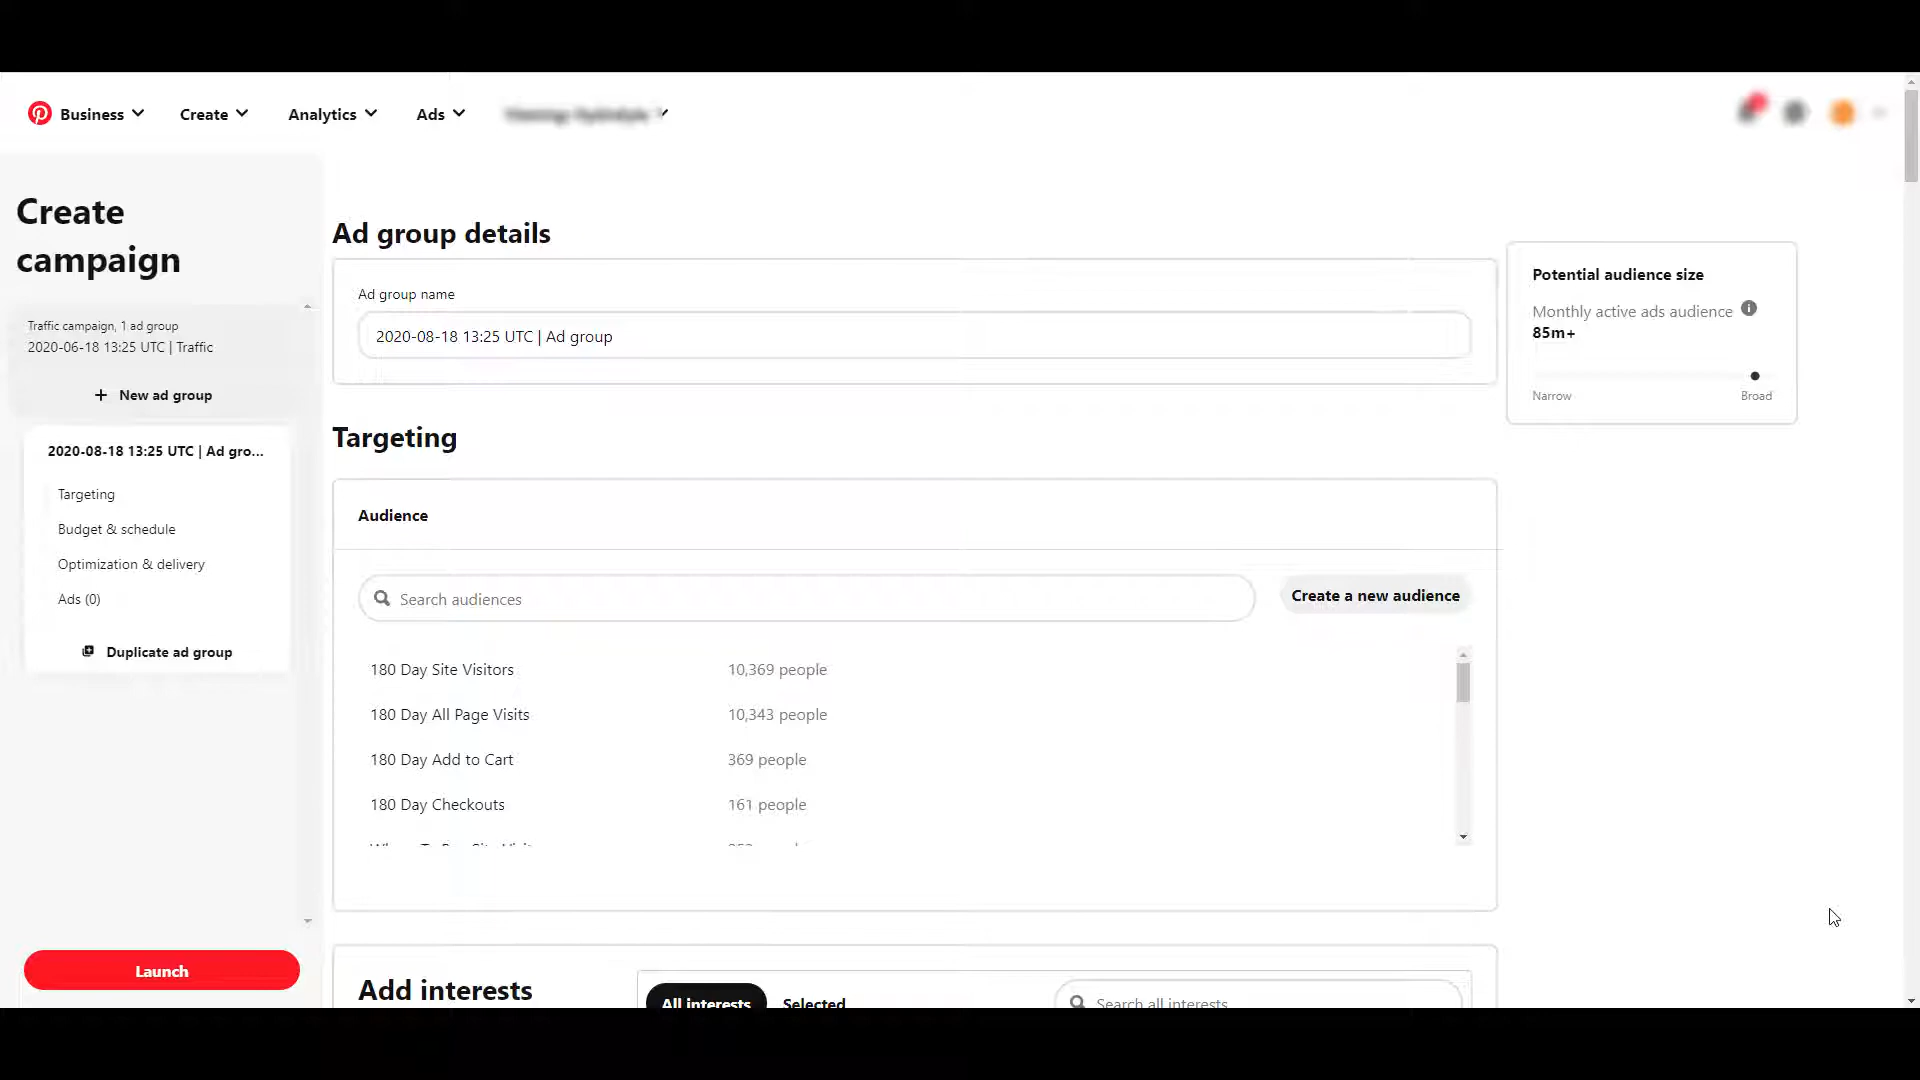 Business
Create
Analytics
Ads
Create
campaign
Traffic campaign, 1 ad group
2020-06-18 13:25 UTC | Traffic
+ New ad group
2020-08-18 13:25 UTC | Ad gro...
Targeting
Budget & schedule
Optimization & delivery
Ads (0)
Duplicate ad group
Launch
Ad group details
Ad group name
2020-08-18 13:25 UTC | Ad group
Targeting
Audience
Search audiences
Create a new audience
180 Day Site Visitors 10,369 people
180 Day All Page Visits 10,343 people
180 Day Add to Cart 369 people
180 Day Checkouts 161 people
Add interests
All interests
Selected
Search all interests
Potential audience size
Monthly active ads audience
85m+
Narrow Broad